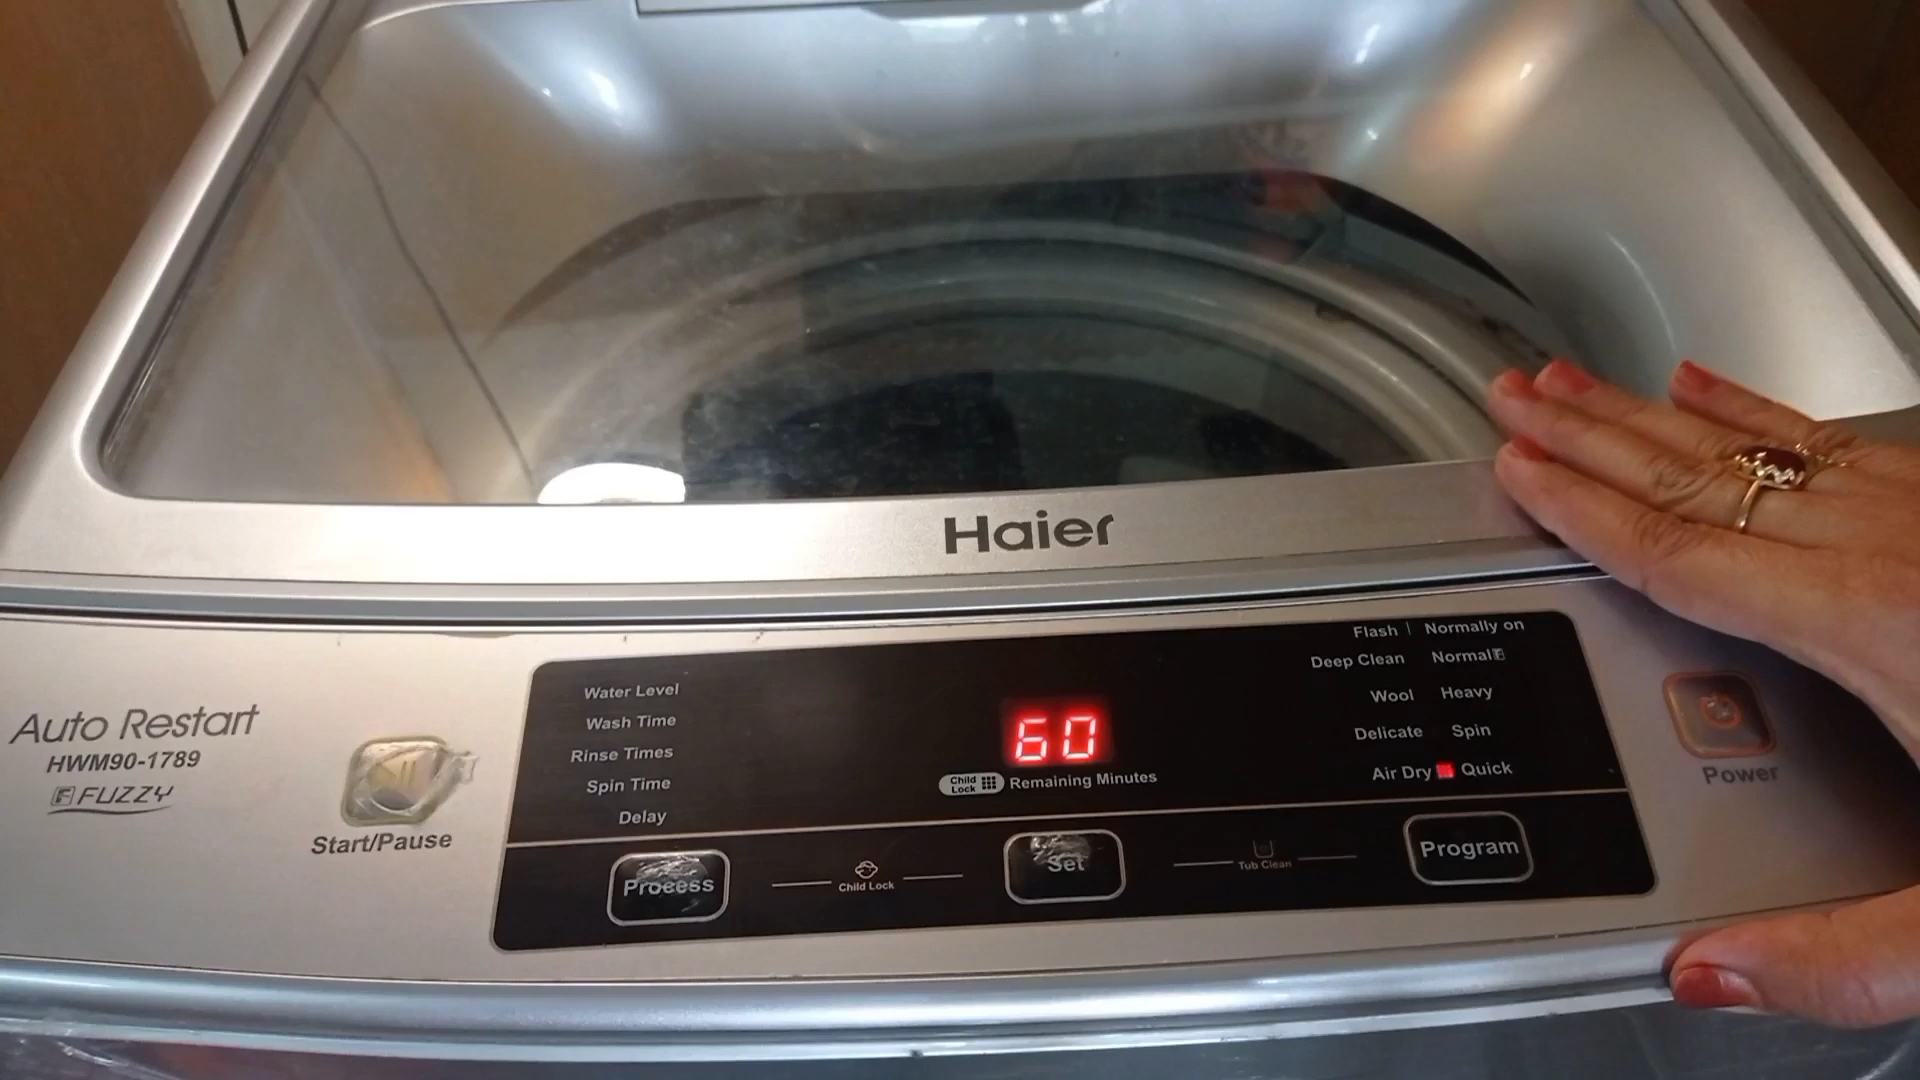 Haier
Auto Restart
HWM90-1789
F FUZZY
Start/Pause
Water Level
Wash Time
Rinse Times
Spin Time
Delay
60
Child Lock
Remaining Minutes
Flash | Normally on
Deep Clean Normal F
Wool Heavy
Delicate Spin
Air Dry Quick
Power
Process
Child Lock
Set
Tub Clean
Program